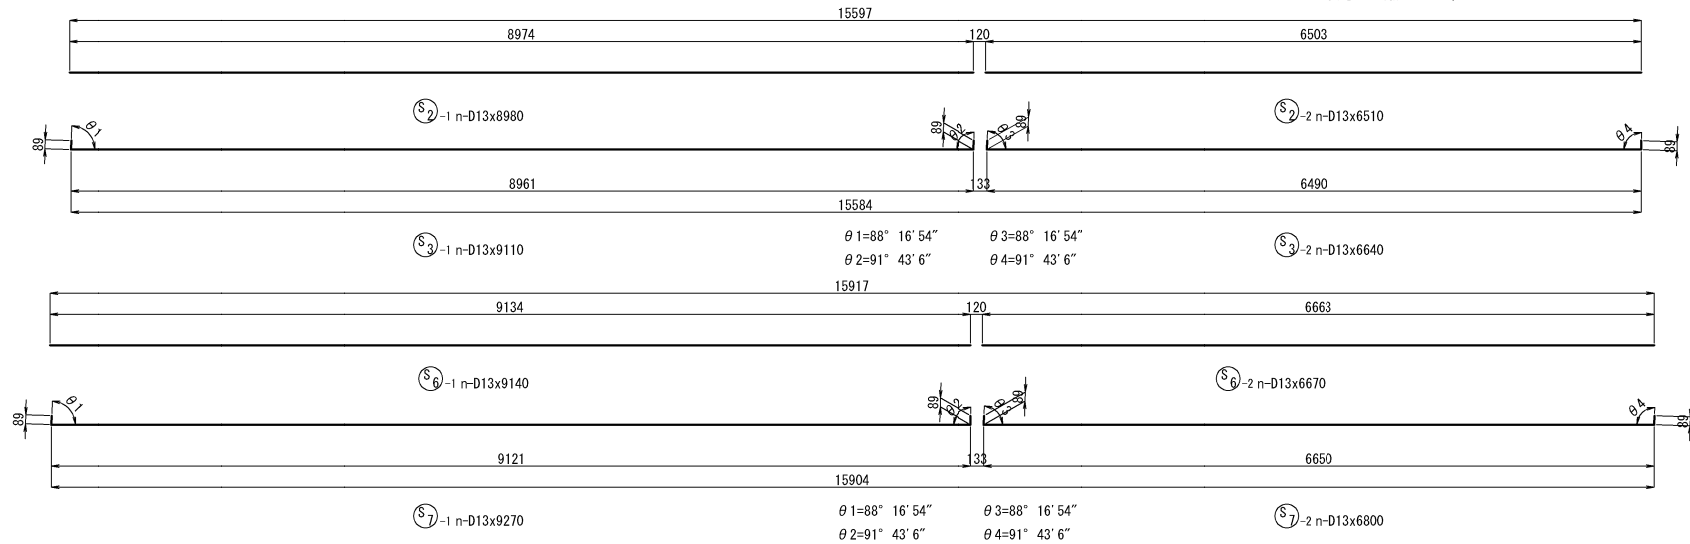 15597
8974 120 6503
S2-1 n-D13x8980 S2-2 n-D13x6510
89 θ1 89 θ2 θ3 89 θ4 89
8961 133 6490
15584
S3-1 n-D13x9110 S3-2 n-D13x6640
θ1=88° 16′54″ θ3=88° 16′54″
θ2=91° 43′6″ θ4=91° 43′6″
15917
9134 120 6663
S6-1 n-D13x9140 S6-2 n-D13x6670
89 θ1 89 θ2 θ3 89 θ4 89
9121 133 6650
15904
S7-1 n-D13x9270 S7-2 n-D13x6800
θ1=88° 16′54″ θ3=88° 16′54″
θ2=91° 43′6″ θ4=91° 43′6″